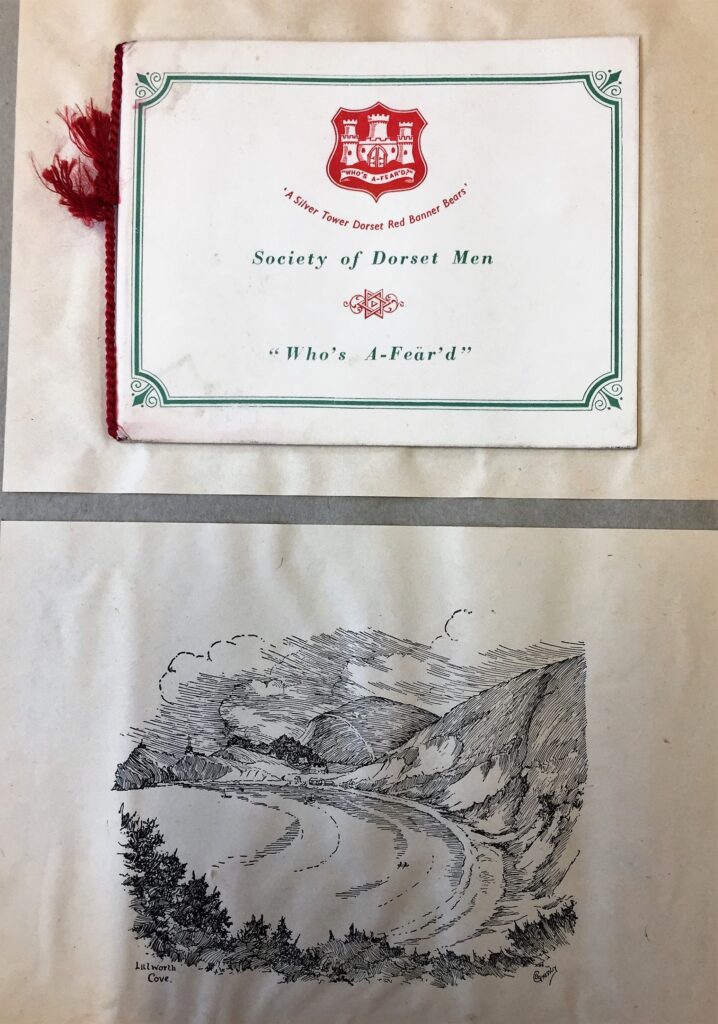 "WHO'S A-FEAR'D?"
'A Silver Tower Dorset Red Banner Bears'
Society of Dorset Men
“Who's A-Feär'd”
Lulworth
Cove.